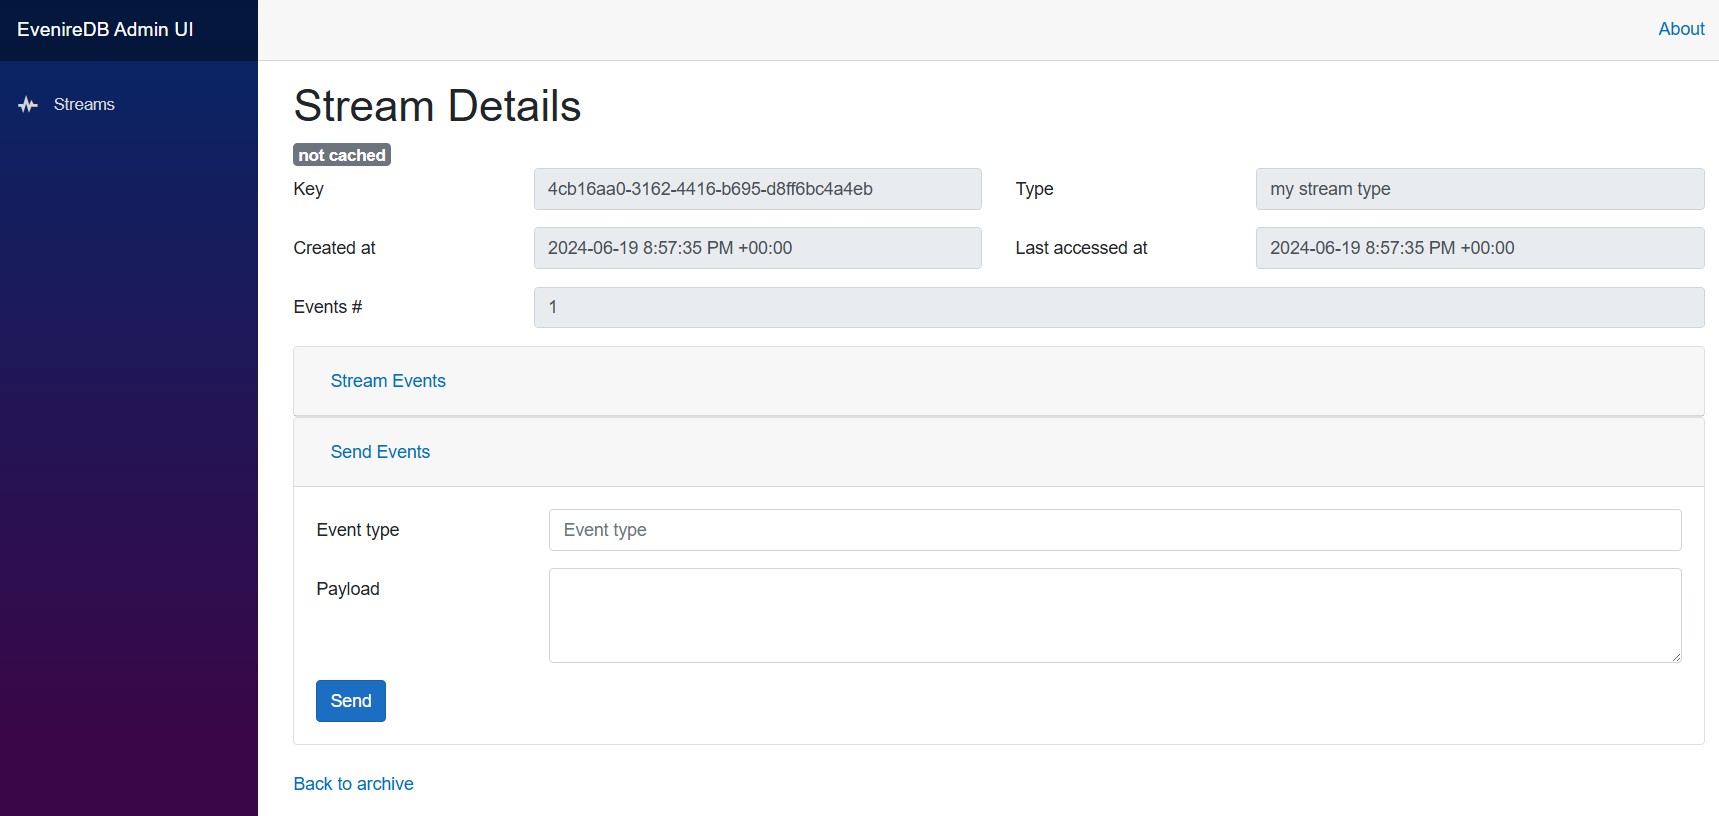 EvenireDB Admin UI
About
Streams
Stream Details
not cached
Key 4cb16aa0-3162-4416-b695-d8ff6bc4a4eb Type my stream type
Created at 2024-06-19 8:57:35 PM +00:00 Last accessed at 2024-06-19 8:57:35 PM +00:00
Events # 1
Stream Events
Send Events
Event type Event type
Payload
Send
Back to archive